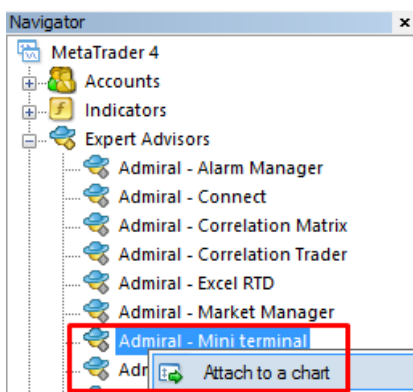 Navigator
MetaTrader 4
Accounts
Indicators
Expert Advisors
Admiral - Alarm Manager
Admiral - Connect
Admiral - Correlation Matrix
Admiral - Correlation Trader
Admiral - Excel RTD
Admiral - Market Manager
Admiral - Mini terminal
Adr
Attach to a chart